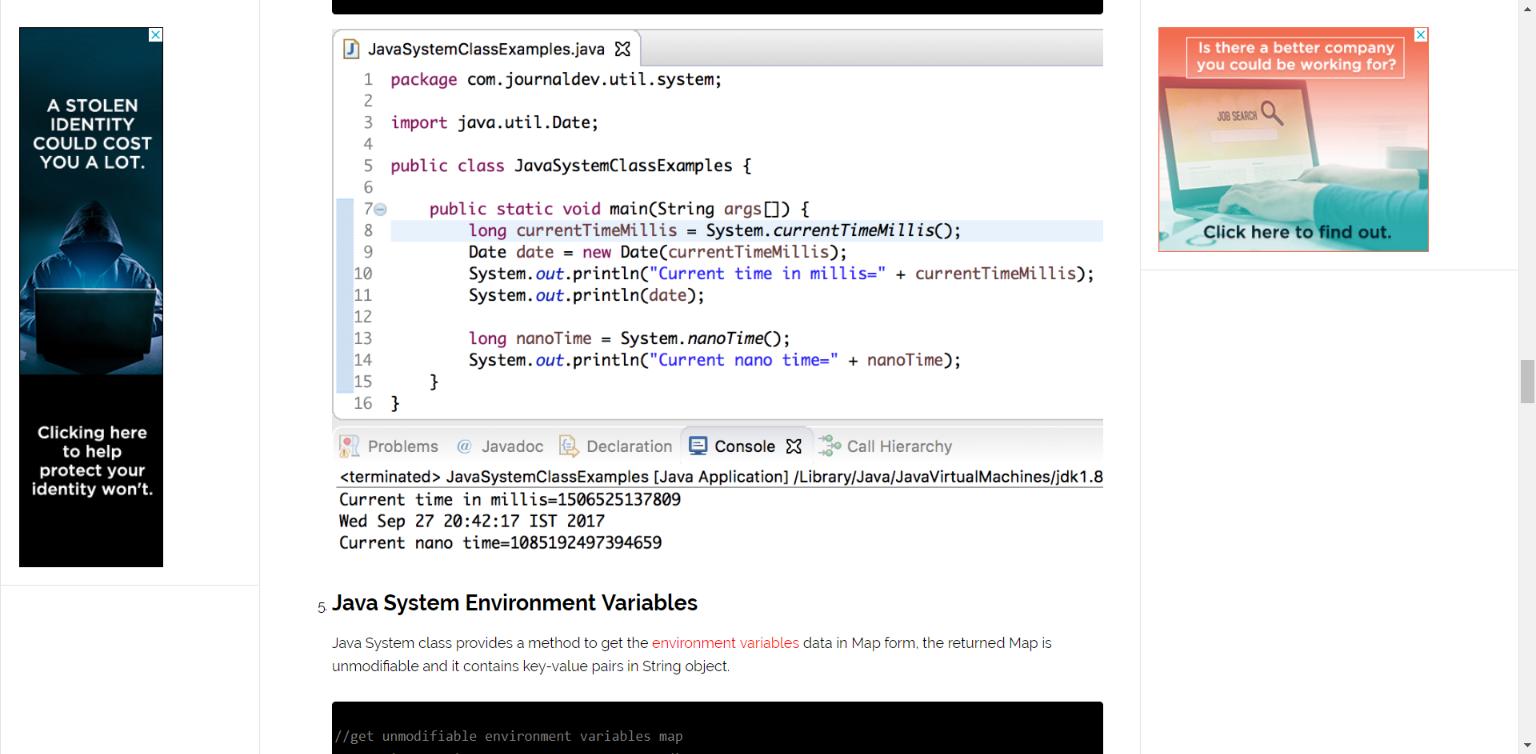 A STOLEN
IDENTITY
COULD COST
YOU A LOT.
Clicking here
to help
protect your
identity won't.
JavaSystemClassExamples.java
1 package com.journaldev.util.system;
2
3 import java.util.Date;
4
5 public class JavaSystemClassExamples {
6
7 public static void main(String args[]) {
8 long currentTimeMillis = System.currentTimeMillis();
9 Date date = new Date(currentTimeMillis);
10 System.out.println("Current time in millis=" + currentTimeMillis);
11 System.out.println(date);
12
13 long nanoTime = System.nanoTime();
14 System.out.println("Current nano time=" + nanoTime);
15 }
16 }
Problems @ Javadoc Declaration Console Call Hierarchy
<terminated> JavaSystemClassExamples [Java Application] /Library/Java/JavaVirtualMachines/jdk1.8
Current time in millis=1506525137809
Wed Sep 27 20:42:17 IST 2017
Current nano time=1085192497394659
5. Java System Environment Variables
Java System class provides a method to get the environment variables data in Map form, the returned Map is
unmodifiable and it contains key-value pairs in String object.
//get unmodifiable environment variables map
Is there a better company
you could be working for?
JOB SEARCH
Click here to find out.